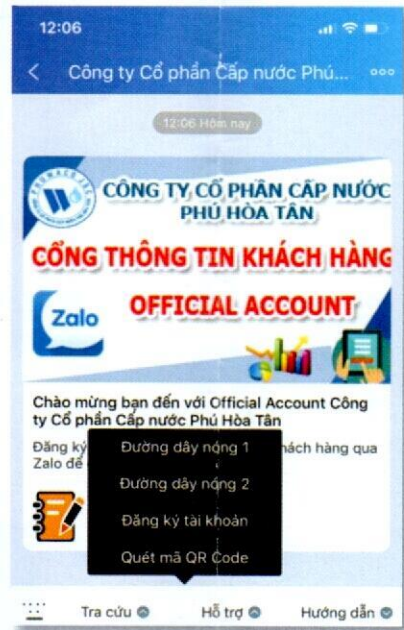 12:06
Công ty Cổ phần Cấp nước Phú...
12:06 Hôm nay
CÔNG TY CỔ PHẦN CẤP NƯỚC
PHÚ HÒA TÂN
CỔNG THÔNG TIN KHÁCH HÀNG
OFFICIAL ACCOUNT
Zalo
Chào mừng bạn đến với Official Account Công
ty Cổ phần Cấp nước Phú Hòa Tân
Đăng ký
hách hàng qua
Zalo để
Đường dây nóng 1
Đường dây nóng 2
Đăng ký tài khoản
Quét mã QR Code
Tra cứu
Hỗ trợ
Hướng dẫn